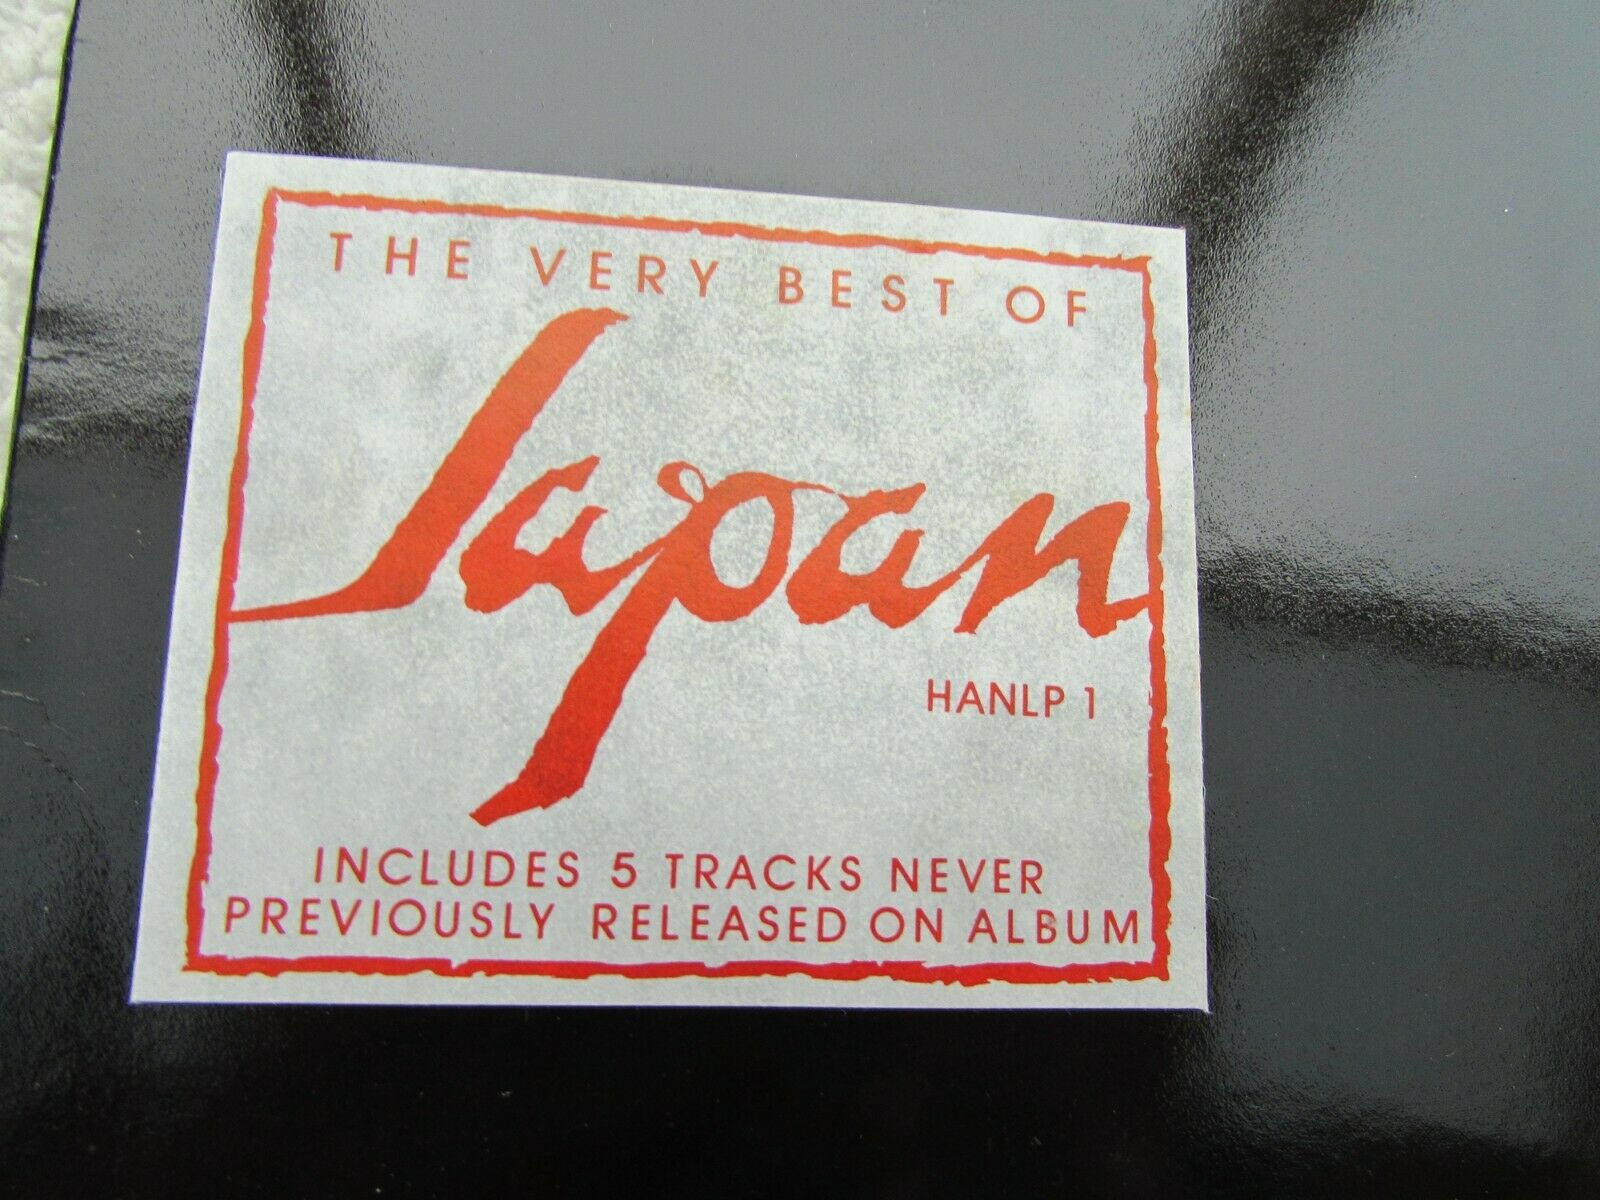 THE VERY BEST OF
Japan
HANLP 1
INCLUDES 5 TRACKS NEVER
PREVIOUSLY RELEASED ON ALBUM